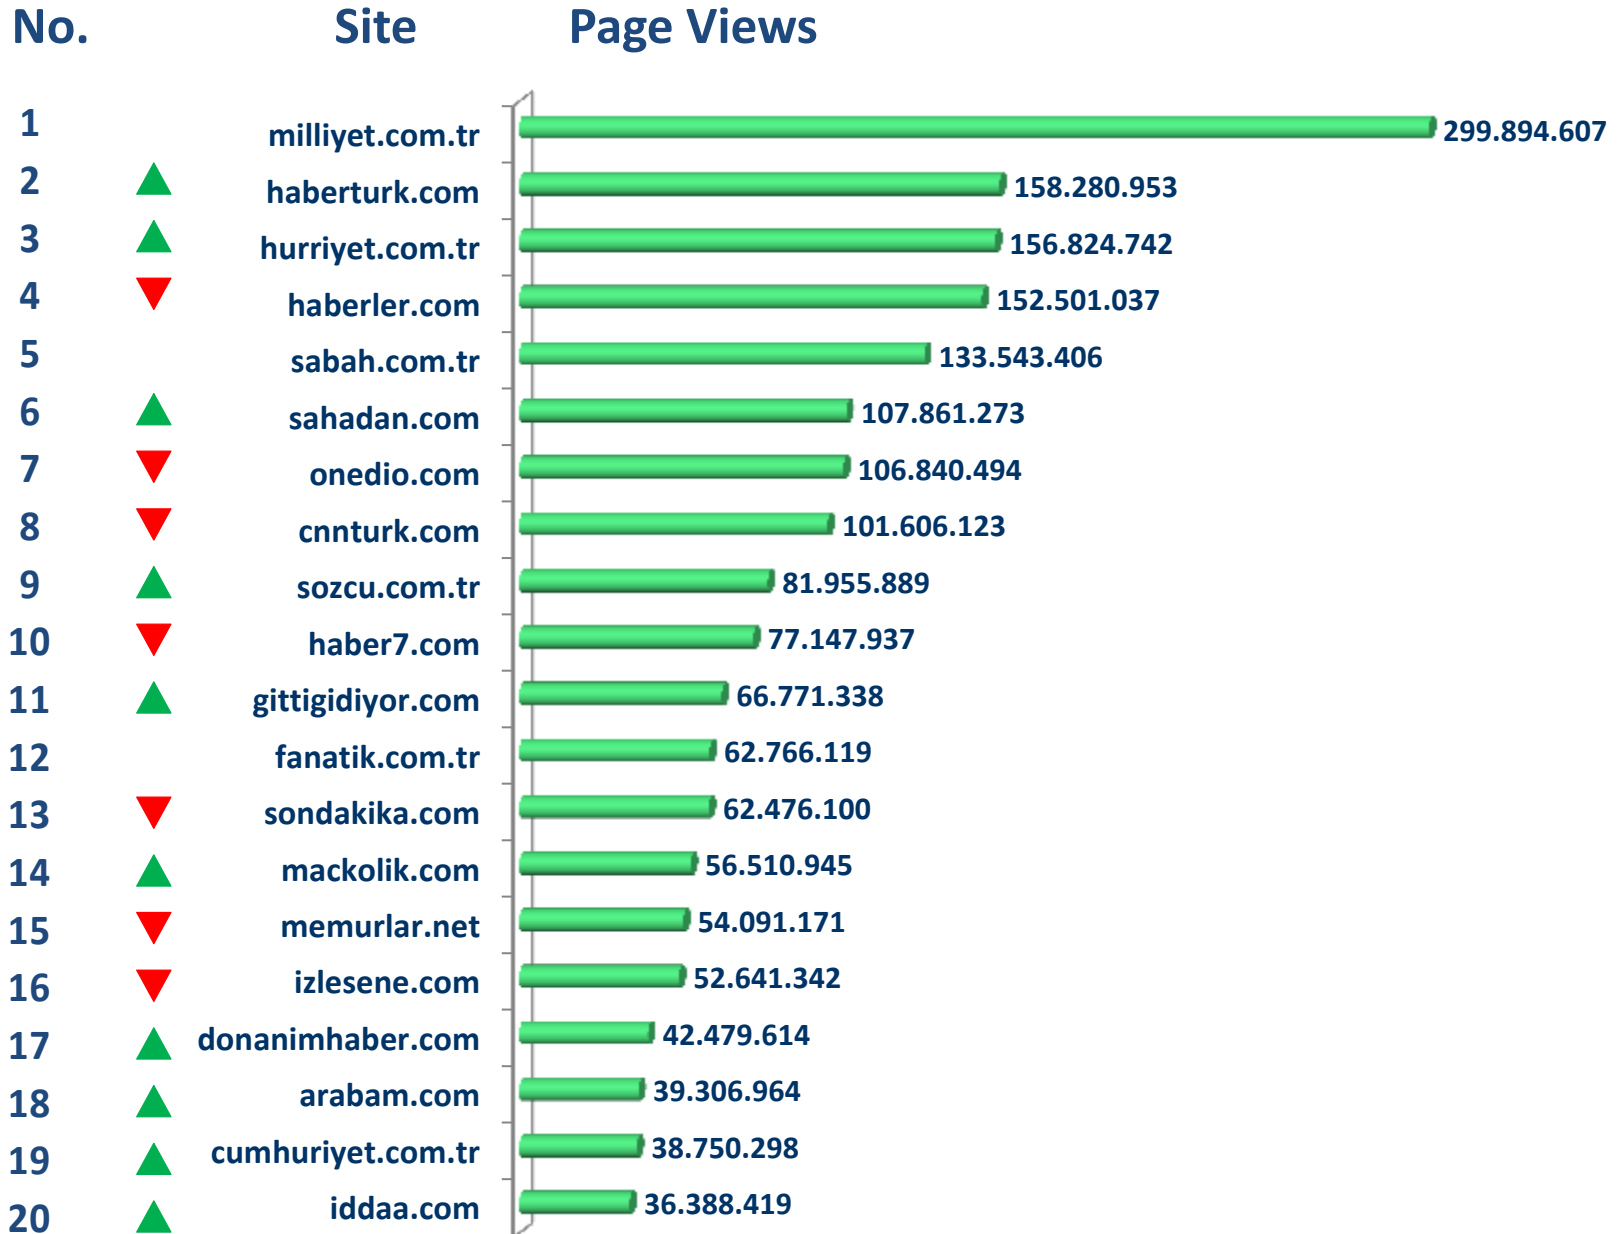 No. Site Page Views
1 milliyet.com.tr 299.894.607
2 haberturk.com 158.280.953
3 hurriyet.com.tr 156.824.742
4 haberler.com 152.501.037
5 sabah.com.tr 133.543.406
6 sahadan.com 107.861.273
7 onedio.com 106.840.494
8 cnnturk.com 101.606.123
9 sozcu.com.tr 81.955.889
10 haber7.com 77.147.937
11 gittigidiyor.com 66.771.338
12 fanatik.com.tr 62.766.119
13 sondakika.com 62.476.100
14 mackolik.com 56.510.945
15 memurlar.net 54.091.171
16 izlesene.com 52.641.342
17 donanimhaber.com 42.479.614
18 arabam.com 39.306.964
19 cumhuriyet.com.tr 38.750.298
20 iddaa.com 36.388.419